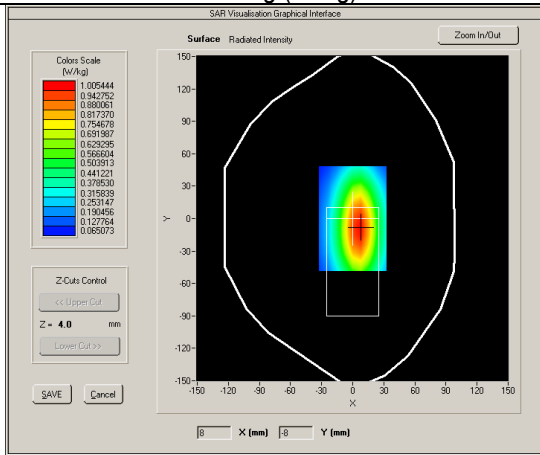 SAR Visualisation Graphical Interface
Surface Radiated Intensity
Zoom In/Out
Colors Scale
(W/kg)
1.005444
0.942752
0.880061
0.817370
0.754678
0.691987
0.629295
0.566604
0.503913
0.441221
0.378530
0.315839
0.253147
0.190456
0.127764
0.065073
150
120
90
60
30
0
-30
-60
-90
-120
-150
Y
-150 -120 -90 -60 -30 0 30 60 90 120 150
X
Z-Cuts Control
<< Upper Cut
Z = 4.0 mm
Lower Cut >>
SAVE Cancel
8 X (mm) -8 Y (mm)